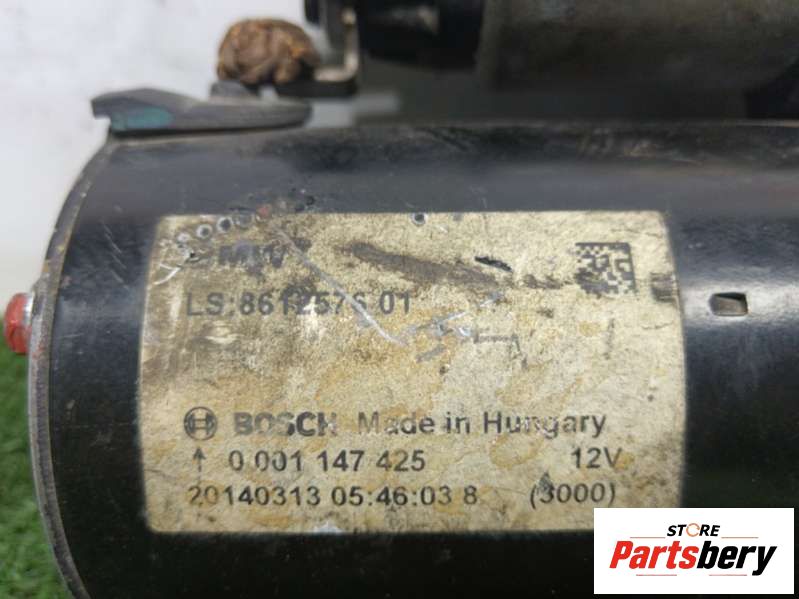 BMW
LS:8612576 01
BOSCH Made in Hungary
↑ 0 001 147 425 12V
20140313 05:46:03 8 (3000)
STORE
Partsbery